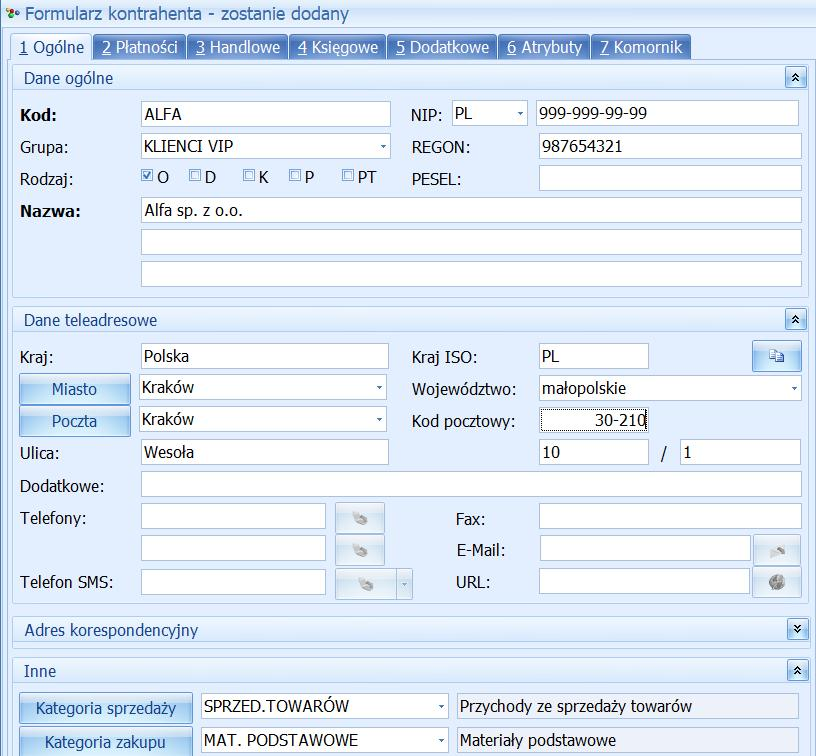 Formularz kontrahenta - zostanie dodany
1 Ogólne 2 Płatności 3 Handlowe 4 Księgowe 5 Dodatkowe 6 Atrybuty 7 Komornik
Dane ogólne
Kod: ALFA NIP: PL 999-999-99-99
Grupa: KLIENCI VIP REGON: 987654321
Rodzaj: O D K P PT PESEL:
Nazwa: Alfa sp. z o.o.
Dane teleadresowe
Kraj: Polska Kraj ISO: PL
Miasto Kraków Województwo: małopolskie
Poczta Kraków Kod pocztowy: 30-210
Ulica: Wesoła 10 / 1
Dodatkowe:
Telefony: Fax:
E-Mail:
Telefon SMS: URL:
Adres korespondencyjny
Inne
Kategoria sprzedaży SPRZED.TOWARÓW Przychody ze sprzedaży towarów
Kategoria zakupu MAT. PODSTAWOWE Materiały podstawowe